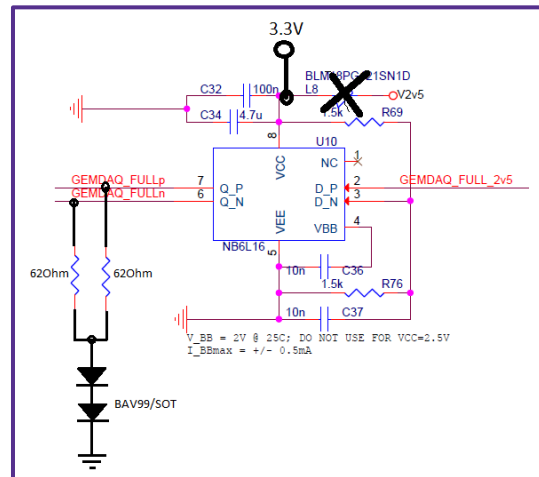 3.3V
BLM18PG121SN1D
C32
100n
L8
V2v5
C34
4.7u
1.5k
R69
8
U10
VCC
NC
1
GEMDAQ_FULLp
7
Q_P
D_P
2
GEMDAQ_FULL_2v5
GEMDAQ_FULLn
6
Q_N
D_N
3
VEE
VBB
4
NB6L16
5
62Ohm
62Ohm
10n
C36
1.5k
R76
10n
C37
V_BB = 2V @ 25C; DO NOT USE FOR VCC=2.5V
I_BBmax = +/- 0.5mA
BAV99/SOT